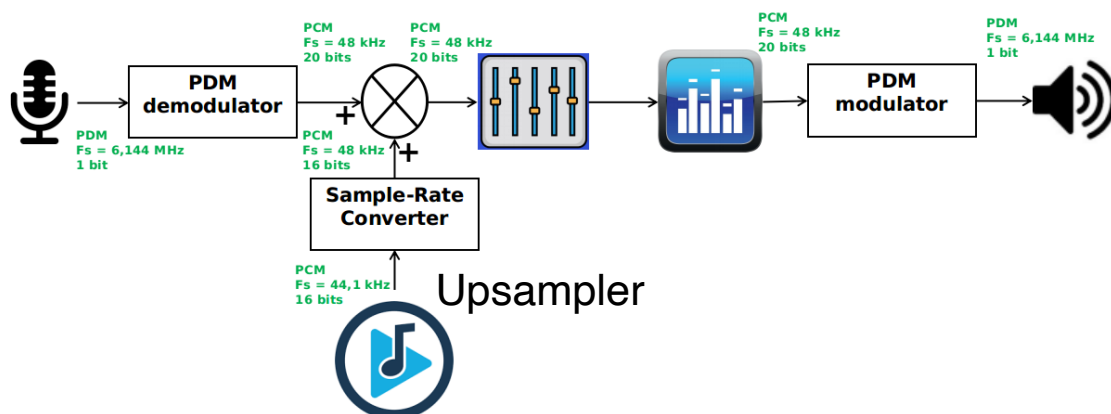 PCM
Fs = 48 kHz
20 bits
PCM
Fs = 48 kHz
20 bits
PCM
Fs = 48 kHz
20 bits
PDM
Fs = 6,144 MHz
1 bit
PDM
demodulator
PDM
modulator
+
PDM
Fs = 6,144 MHz
1 bit
PCM
Fs = 48 kHz
16 bits
+
Sample-Rate
Converter
PCM
Fs = 44,1 kHz
16 bits
Upsampler